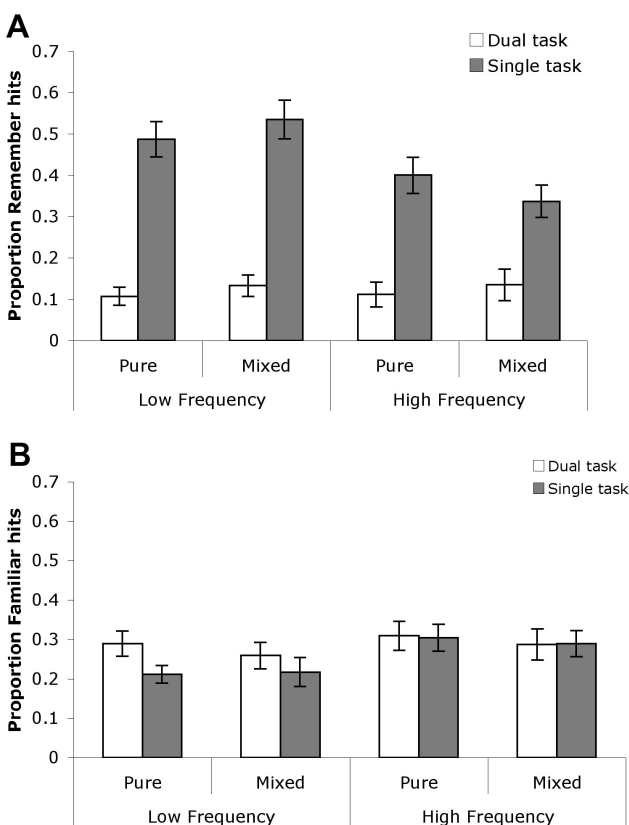 A
Dual task
Single task
Proportion Remember hits
0.7
0.6
0.5
0.4
0.3
0.2
0.1
0
Pure Mixed Pure Mixed
Low Frequency High Frequency
B
Dual task
Single task
Proportion Familiar hits
0.7
0.6
0.5
0.4
0.3
0.2
0.1
0
Pure Mixed Pure Mixed
Low Frequency High Frequency